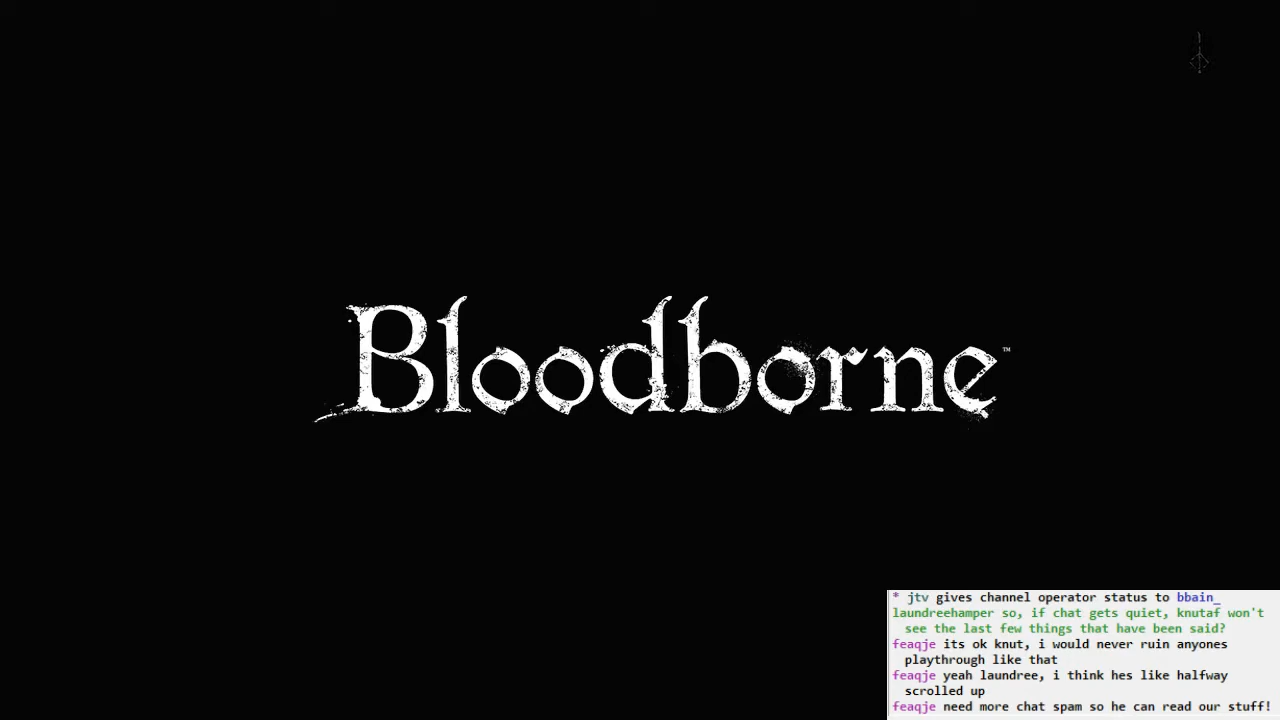 Bloodborne™
* jtv gives channel operator status to bbain_
laundreehamper so, if chat gets quiet, knutaf won't
see the last few things that have been said?
feaqje its ok knut, i would never ruin anyones
playthrough like that
feaqje yeah laundree, i think hes like halfway
scrolled up
feaqje need more chat spam so he can read our stuff!